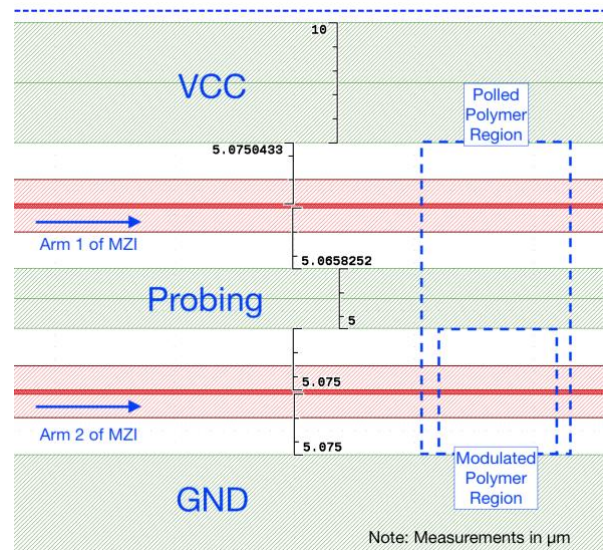 10
VCC
Polled
Polymer
Region
5.0750433
Arm 1 of MZI
5.0658252
Probing
5
5.075
Arm 2 of MZI
5.075
Modulated
Polymer
Region
GND
Note: Measurements in µm